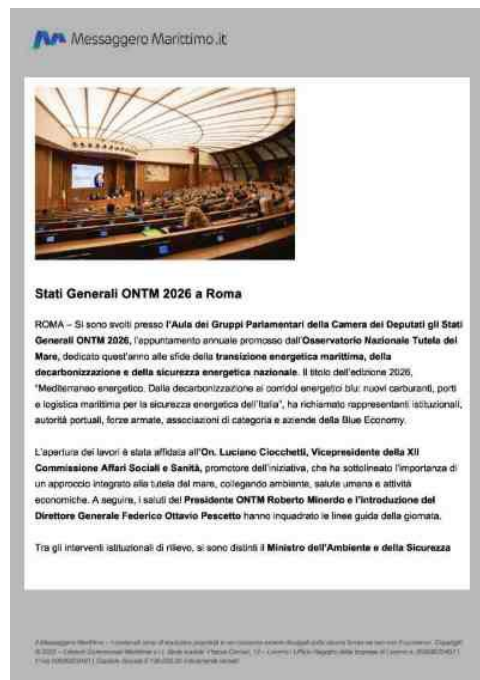 Messaggero Marittimo.it
Stati Generali ONTM 2026 a Roma
ROMA – Si sono svolti presso l'Aula dei Gruppi Parlamentari della Camera dei Deputati gli Stati
Generali ONTM 2026, l'appuntamento annuale promosso dall'Osservatorio Nazionale Tutela del
Mare, dedicato quest'anno alle sfide della transizione energetica marittima, della
decarbonizzazione e della sicurezza energetica nazionale. Il titolo dell'edizione 2026,
"Mediterraneo energetico. Dalla decarbonizzazione ai corridoi energetici blu: nuovi carburanti, porti
e logistica marittima per la sicurezza energetica dell'Italia", ha richiamato rappresentanti istituzionali,
autorità portuali, forze armate, associazioni di categoria e aziende della Blue Economy.
L'apertura dei lavori è stata affidata all'On. Luciano Ciocchetti, Vicepresidente della XII
Commissione Affari Sociali e Sanità, promotore dell'iniziativa, che ha sottolineato l'importanza di
un approccio integrato alla tutela del mare, collegando ambiente, salute umana e attività
economiche. A seguire, i saluti del Presidente ONTM Roberto Minerdo e l'introduzione del
Direttore Generale Federico Ottavio Pescetto hanno inquadrato le linee guida della giornata.
Tra gli interventi istituzionali di rilievo, si sono distinti il Ministro dell'Ambiente e della Sicurezza